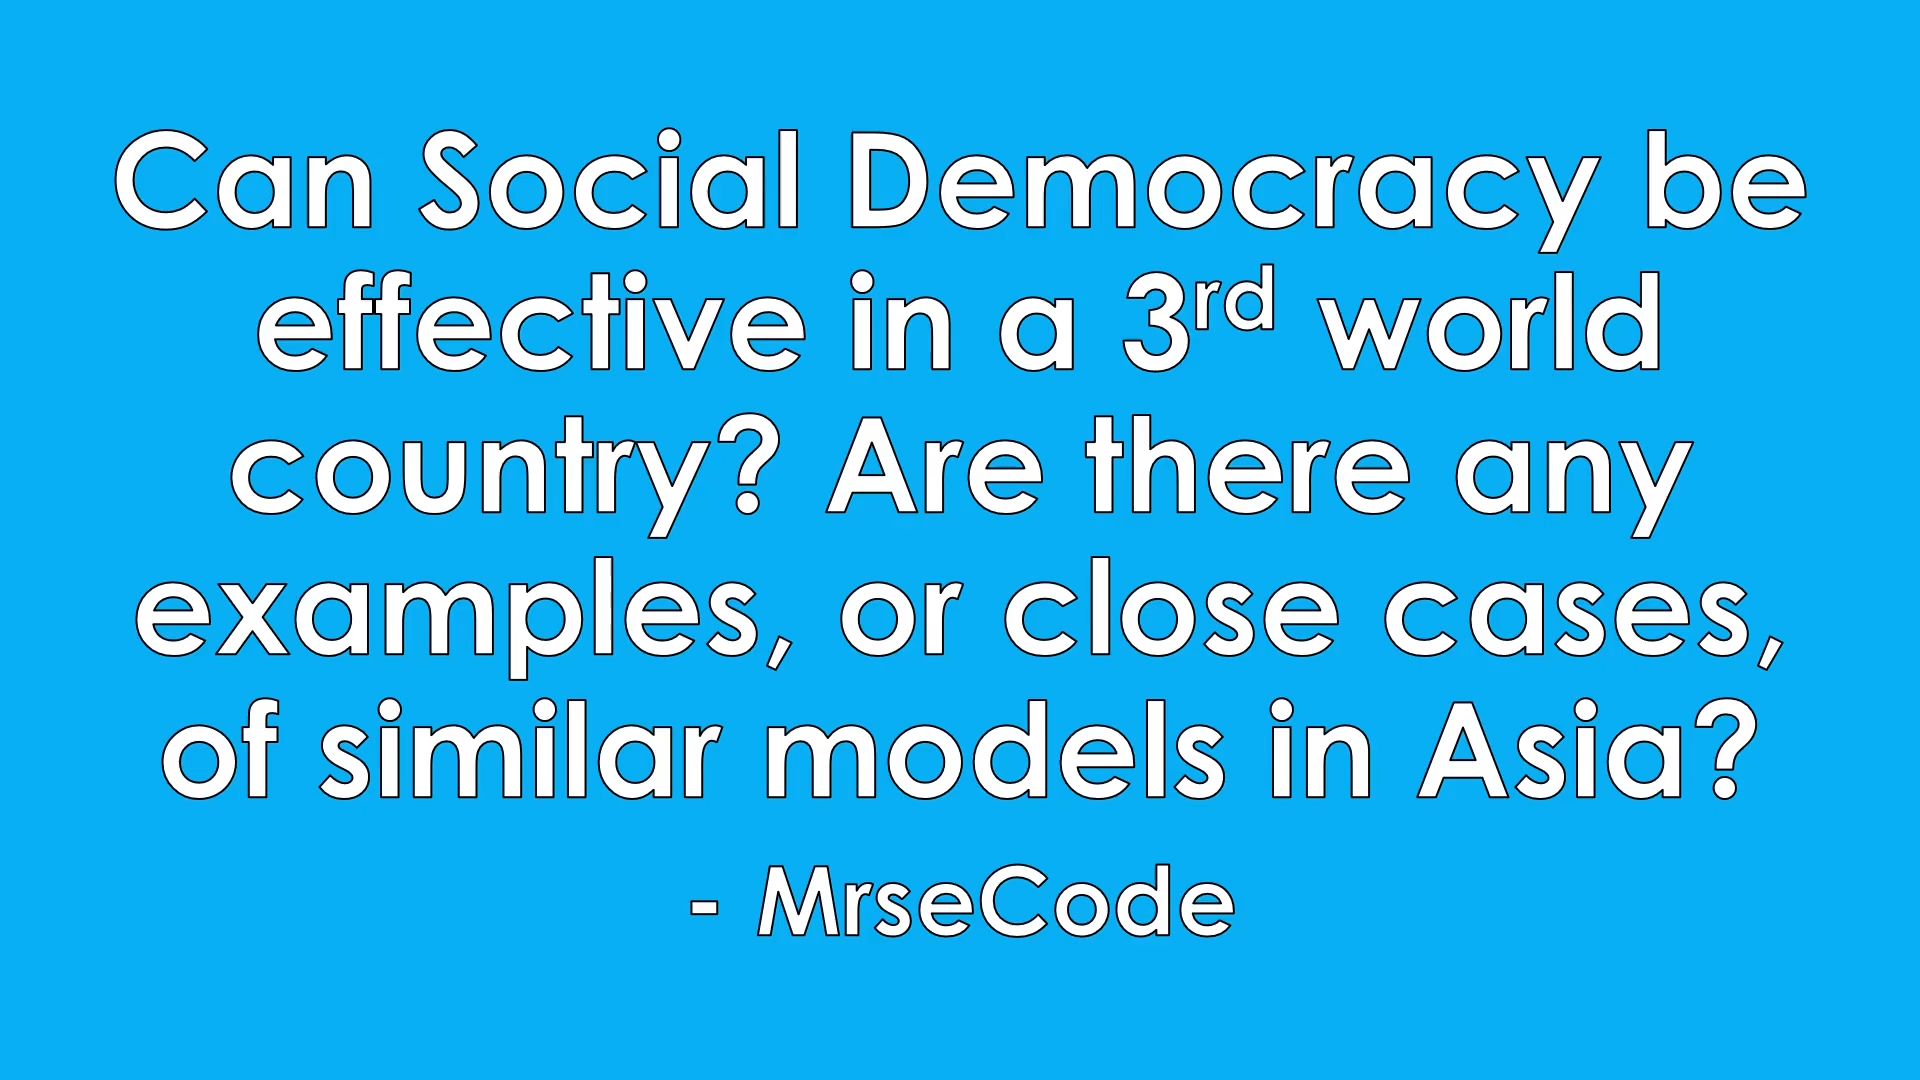 Can Social Democracy be
effective in a 3rd world
country? Are there any
examples, or close cases,
of similar models in Asia?
- MrseCode